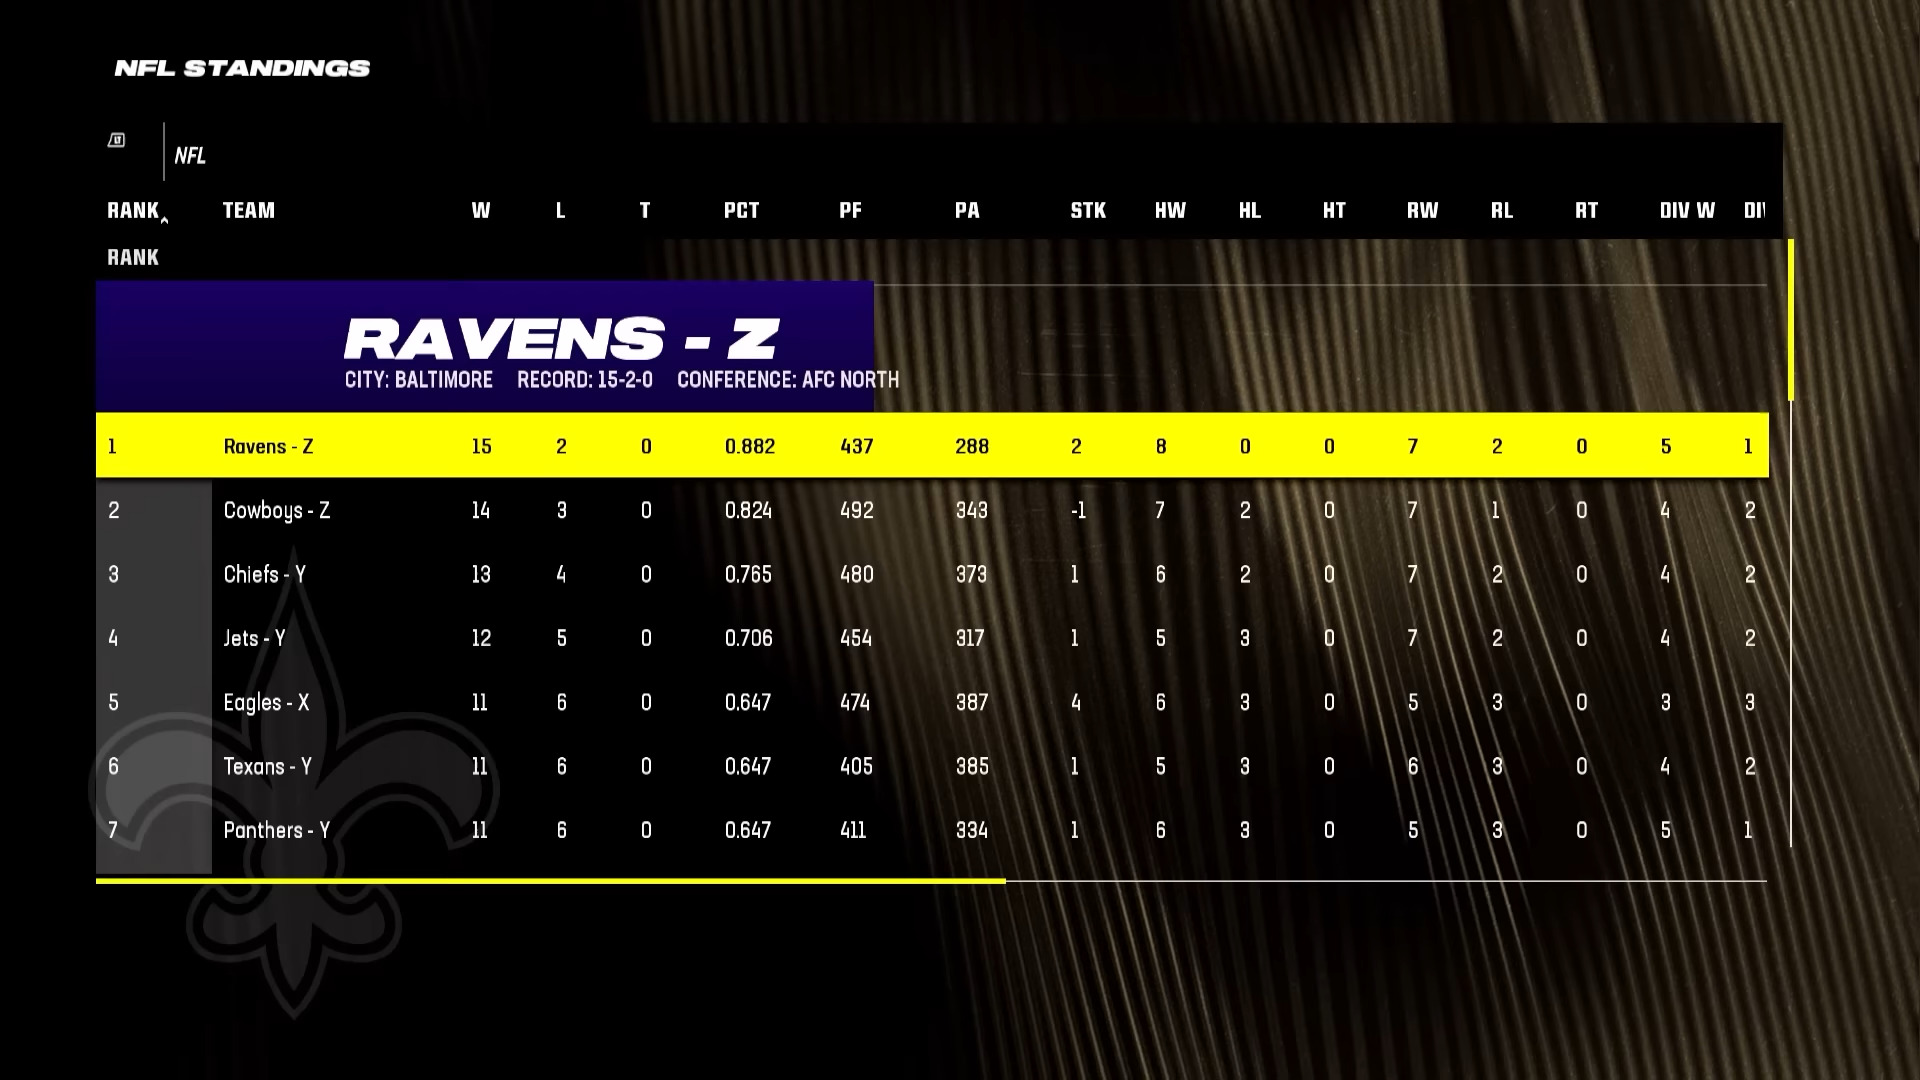 NFL STANDINGS
LT
NFL
RANK TEAM W L T PCT PF PA STK HW HL HT RW RL RT DIV W DI
RANK
RAVENS - Z
CITY: BALTIMORE RECORD: 15-2-0 CONFERENCE: AFC NORTH
1 Ravens - Z 15 2 0 0.882 437 288 2 8 0 0 7 2 0 5 1
2 Cowboys - Z 14 3 0 0.824 492 343 -1 7 2 0 7 1 0 4 2
3 Chiefs - Y 13 4 0 0.765 480 373 1 6 2 0 7 2 0 4 2
4 Jets - Y 12 5 0 0.706 454 317 1 5 3 0 7 2 0 4 2
5 Eagles - X 11 6 0 0.647 474 387 4 6 3 0 5 3 0 3 3
6 Texans - Y 11 6 0 0.647 405 385 1 5 3 0 6 3 0 4 2
7 Panthers - Y 11 6 0 0.647 411 334 1 6 3 0 5 3 0 5 1